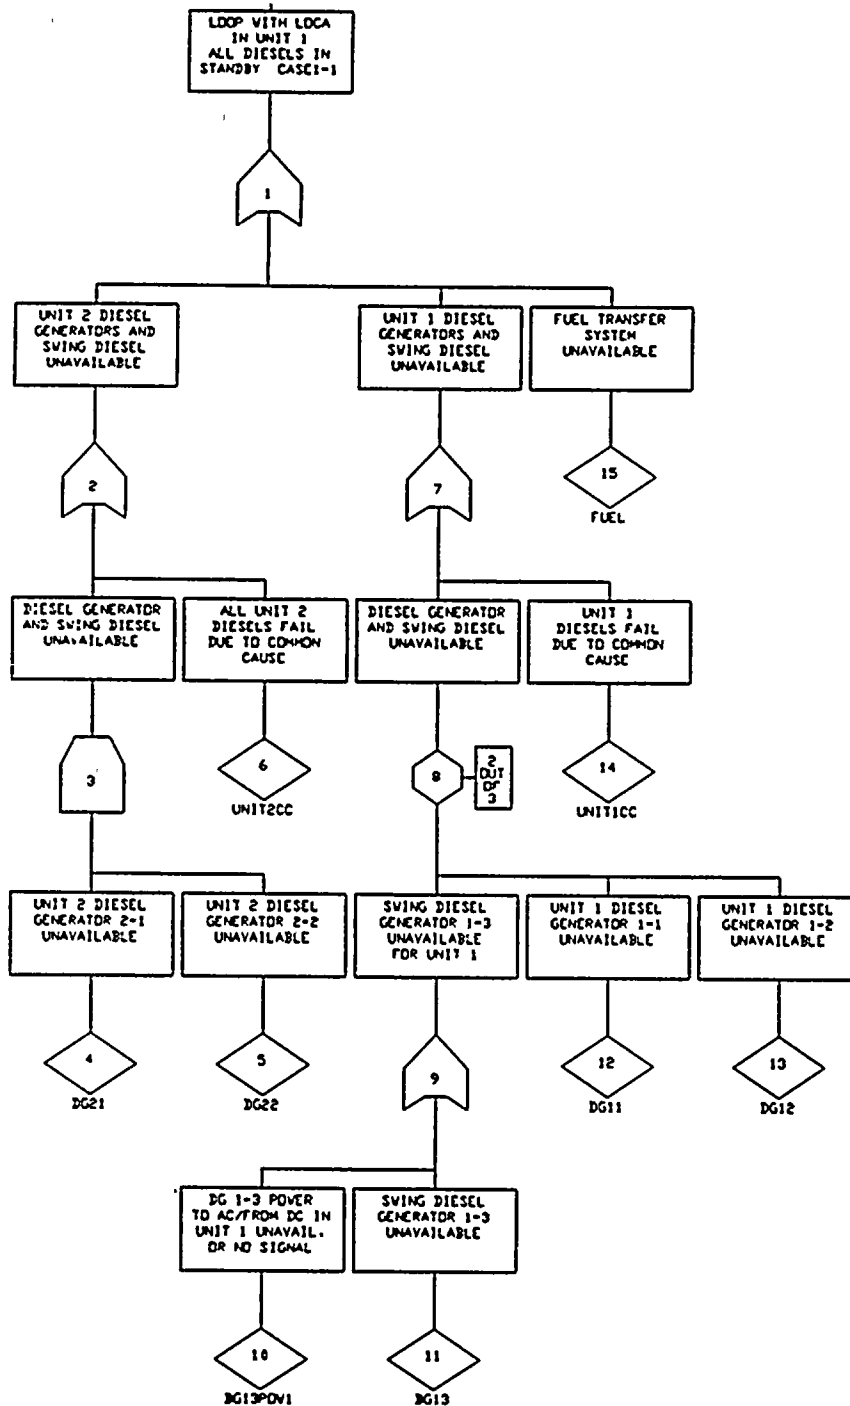 LOOP WITH LOCA
IN UNIT 1
ALL DIESELS IN
STANDBY CASE1-1
1
UNIT 2 DIESEL
GENERATORS AND
SWING DIESEL
UNAVAILABLE
UNIT 1 DIESEL
GENERATORS AND
SWING DIESEL
UNAVAILABLE
FUEL TRANSFER
SYSTEM
UNAVAILABLE
2
7
15
FUEL
DIESEL GENERATOR
AND SWING DIESEL
UNAVAILABLE
ALL UNIT 2
DIESELS FAIL
DUE TO COMMON
CAUSE
DIESEL GENERATOR
AND SWING DIESEL
UNAVAILABLE
UNIT 1
DIESELS FAIL
DUE TO COMMON
CAUSE
3
6
UNIT2CC
8
2
OUT
OF
3
14
UNIT1CC
UNIT 2 DIESEL
GENERATOR 2-1
UNAVAILABLE
UNIT 2 DIESEL
GENERATOR 2-2
UNAVAILABLE
SWING DIESEL
GENERATOR 1-3
UNAVAILABLE
FOR UNIT 1
UNIT 1 DIESEL
GENERATOR 1-1
UNAVAILABLE
UNIT 1 DIESEL
GENERATOR 1-2
UNAVAILABLE
4
DG21
5
DG22
9
12
DG11
13
DG12
DG 1-3 POWER
TO AC/FROM DC IN
UNIT 1 UNAVAIL.
OR NO SIGNAL
SWING DIESEL
GENERATOR 1-3
UNAVAILABLE
10
DG13POW1
11
DG13